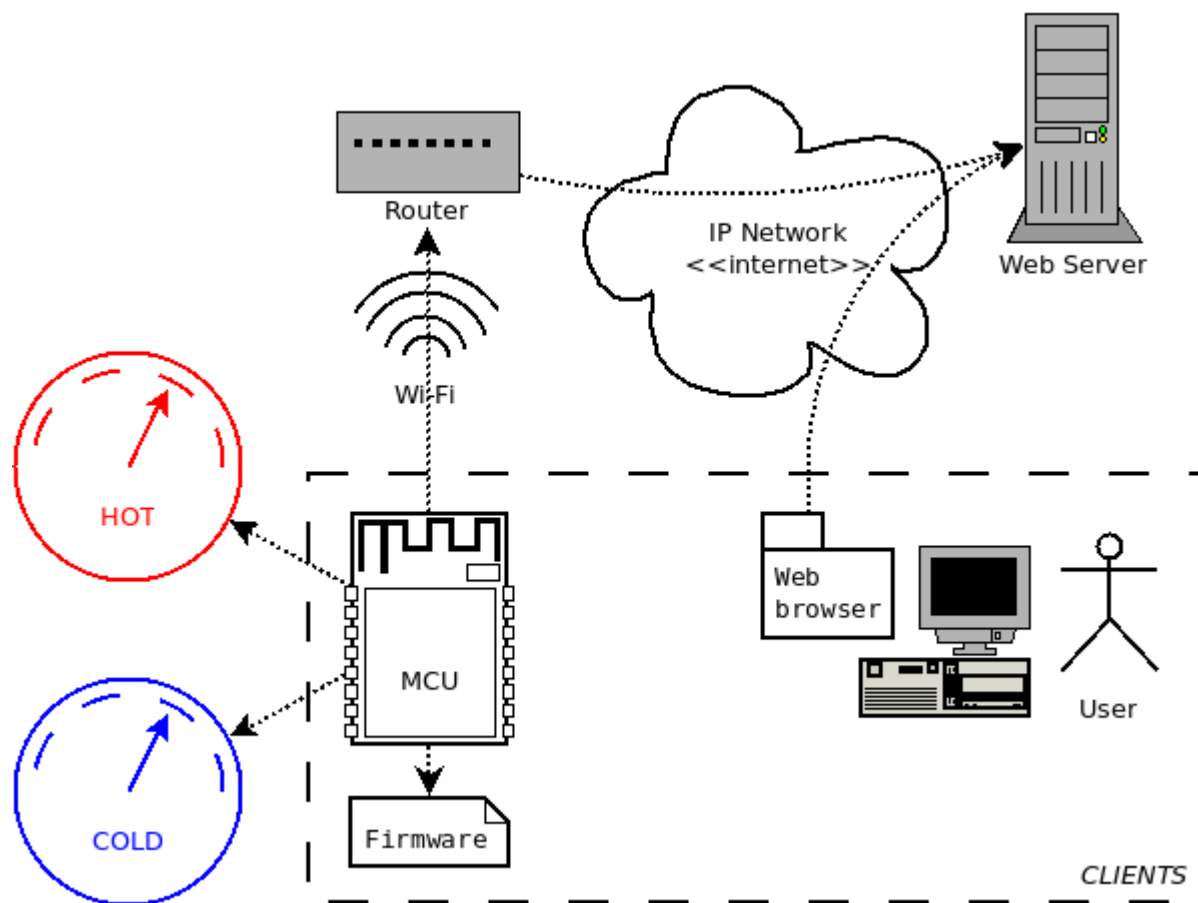 Router
IP Network
<<internet>>
Web Server
Wi-Fi
HOT
Web
browser
MCU
User
COLD
Firmware
CLIENTS